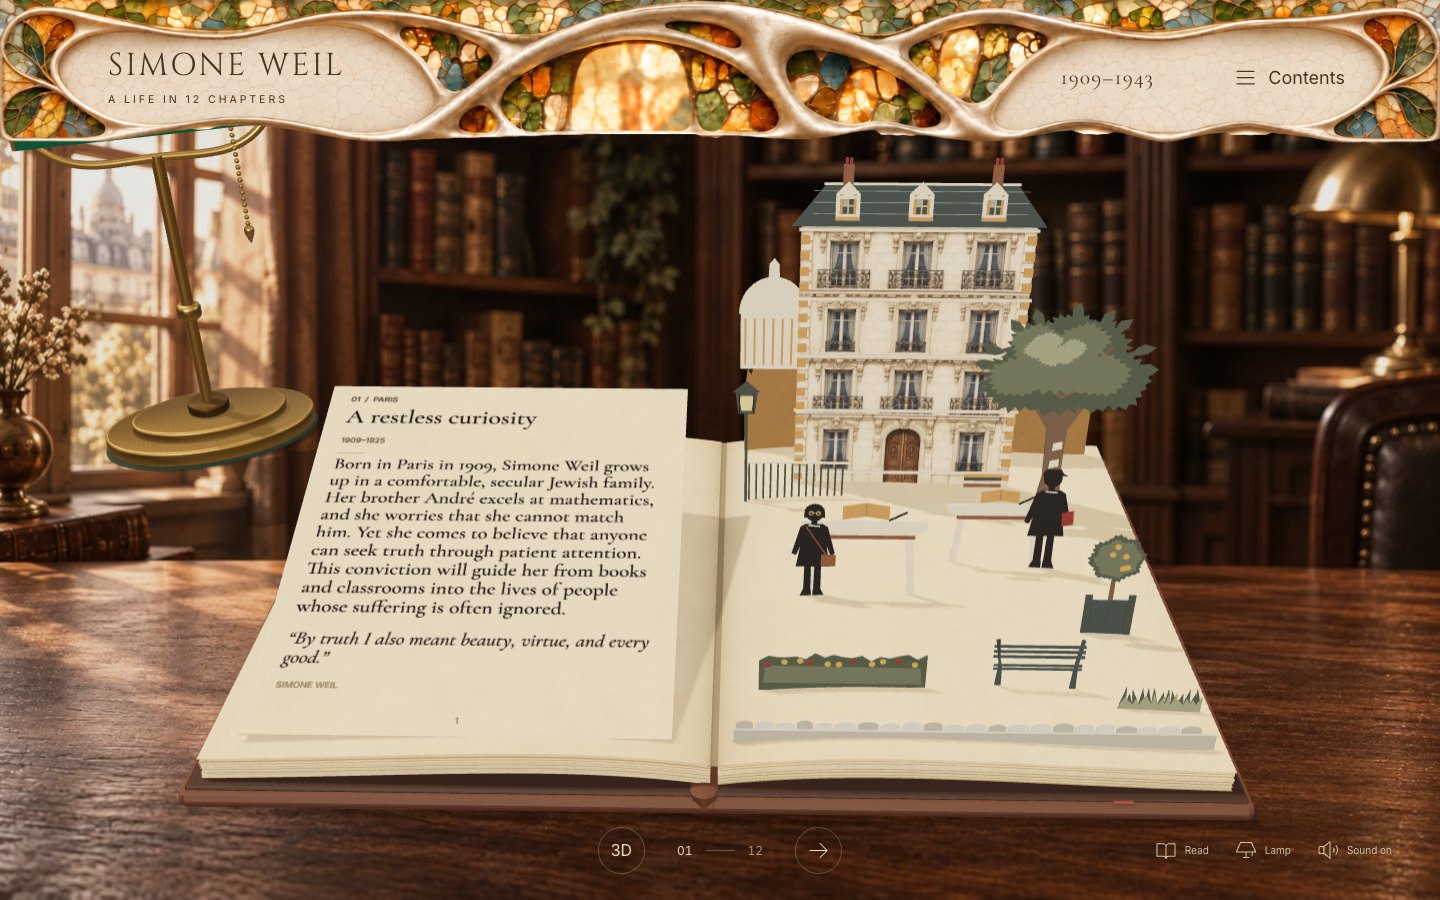 SIMONE WEIL
A LIFE IN 12 CHAPTERS
1909–1943
Contents
01 / PARIS
A restless curiosity
1909–1925
Born in Paris in 1909, Simone Weil grows
up in a comfortable, secular Jewish family.
Her brother André excels at mathematics,
and she worries that she cannot match
him. Yet she comes to believe that anyone
can seek truth through patient attention.
This conviction will guide her from books
and classrooms into the lives of people
whose suffering is often ignored.
“By truth I also meant beauty, virtue, and every
good.”
SIMONE WEIL
1
3D
01
12
Read
Lamp
Sound on